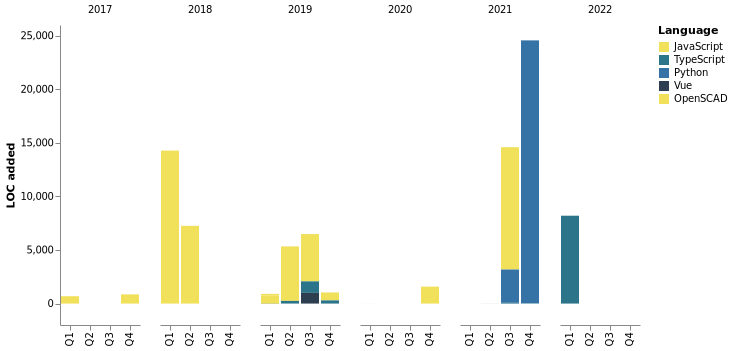 2017 2018 2019 2020 2021 2022
Language
JavaScript
TypeScript
Python
Vue
OpenSCAD
LOC added
25,000
20,000
15,000
10,000
5,000
0
Q1 Q2 Q3 Q4 Q1 Q2 Q3 Q4 Q1 Q2 Q3 Q4 Q1 Q2 Q3 Q4 Q1 Q2 Q3 Q4 Q1 Q2 Q3 Q4